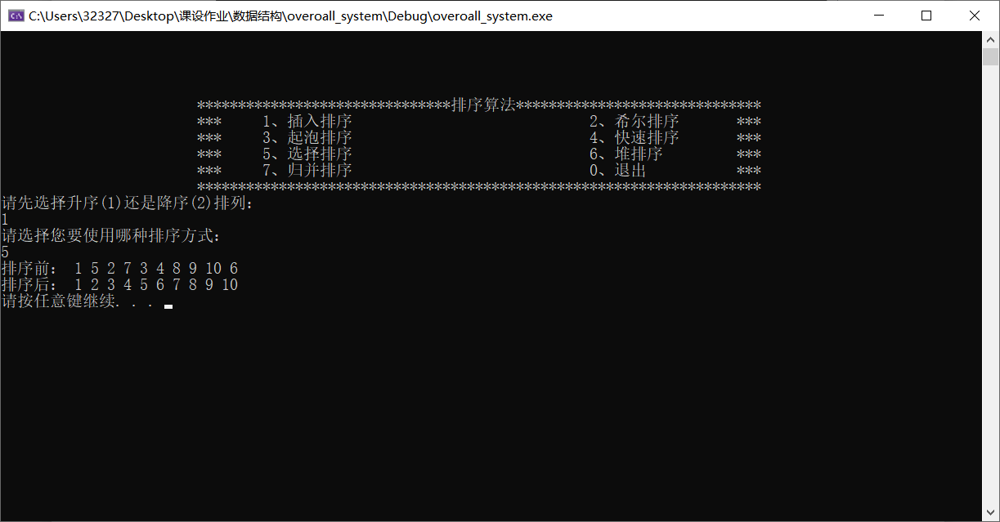 C:\Users\32327\Desktop\课设作业\数据结构\overoall_system\Debug\overoall_system.exe
*******************************排序算法******************************
*** 1、插入排序 2、希尔排序 ***
*** 3、起泡排序 4、快速排序 ***
*** 5、选择排序 6、堆排序 ***
*** 7、归并排序 0、退出 ***
*********************************************************************
请先选择升序(1)还是降序(2)排列:
1
请选择您要使用哪种排序方式:
5
排序前: 1 5 2 7 3 4 8 9 10 6
排序后: 1 2 3 4 5 6 7 8 9 10
请按任意键继续. . .